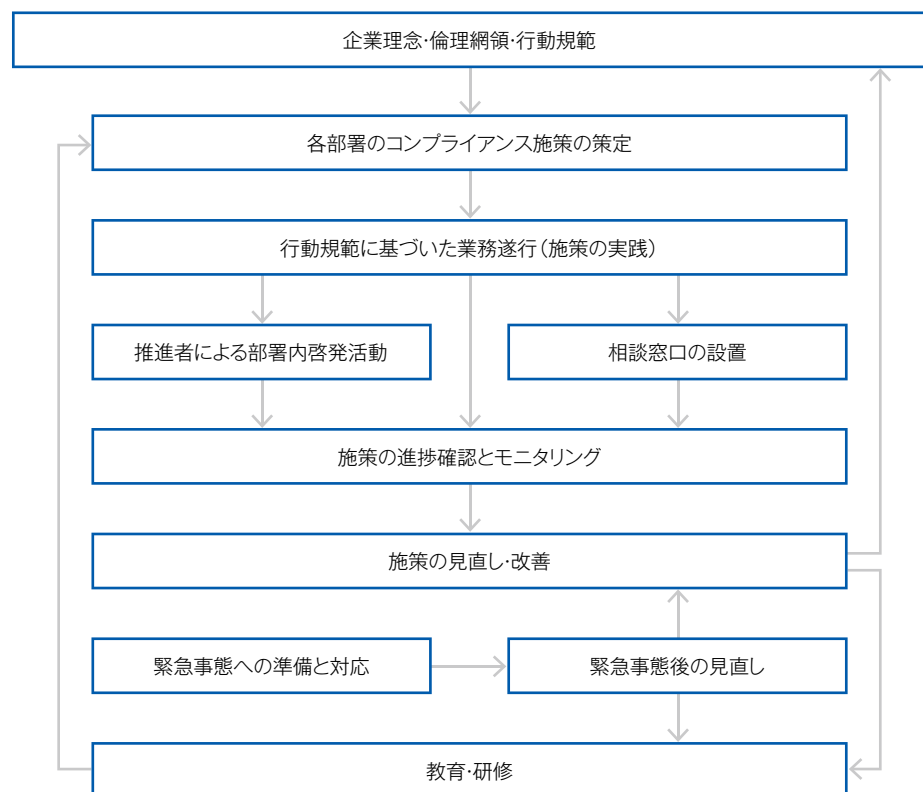 企業理念・倫理網領・行動規範
各部署のコンプライアンス施策の策定
行動規範に基づいた業務遂行(施策の実践)
推進者による部署内啓発活動
相談窓口の設置
施策の進捗確認とモニタリング
施策の見直し・改善
緊急事態への準備と対応
緊急事態後の見直し
教育・研修